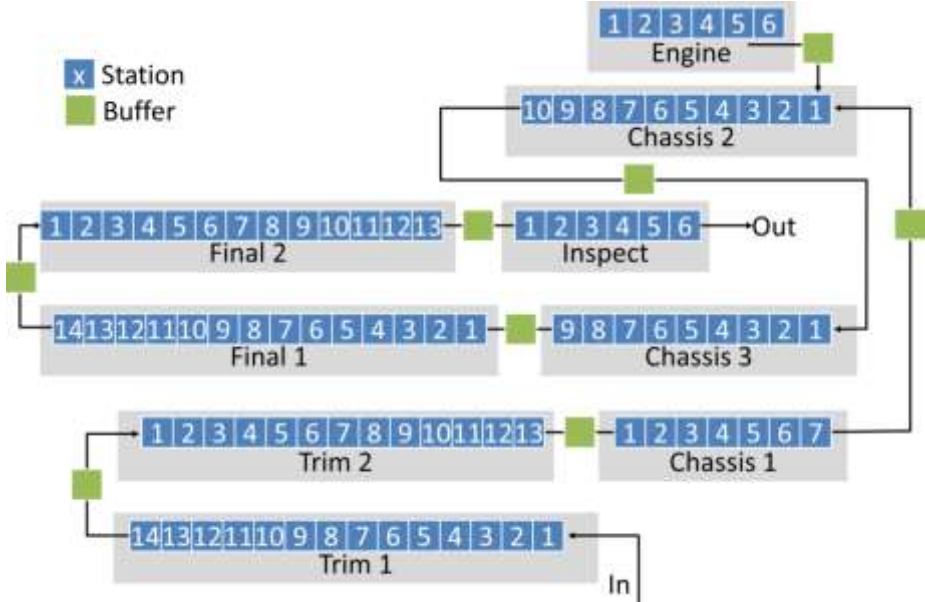 1 2 3 4 5 6
Engine
x Station
Buffer
10 9 8 7 6 5 4 3 2 1
Chassis 2
1 2 3 4 5 6 7 8 9 10 11 12 13
Final 2
1 2 3 4 5 6
Inspect
Out
14 13 12 11 10 9 8 7 6 5 4 3 2 1
Final 1
9 8 7 6 5 4 3 2 1
Chassis 3
1 2 3 4 5 6 7 8 9 10 11 12 13
Trim 2
1 2 3 4 5 6 7
Chassis 1
14 13 12 11 10 9 8 7 6 5 4 3 2 1
Trim 1
In